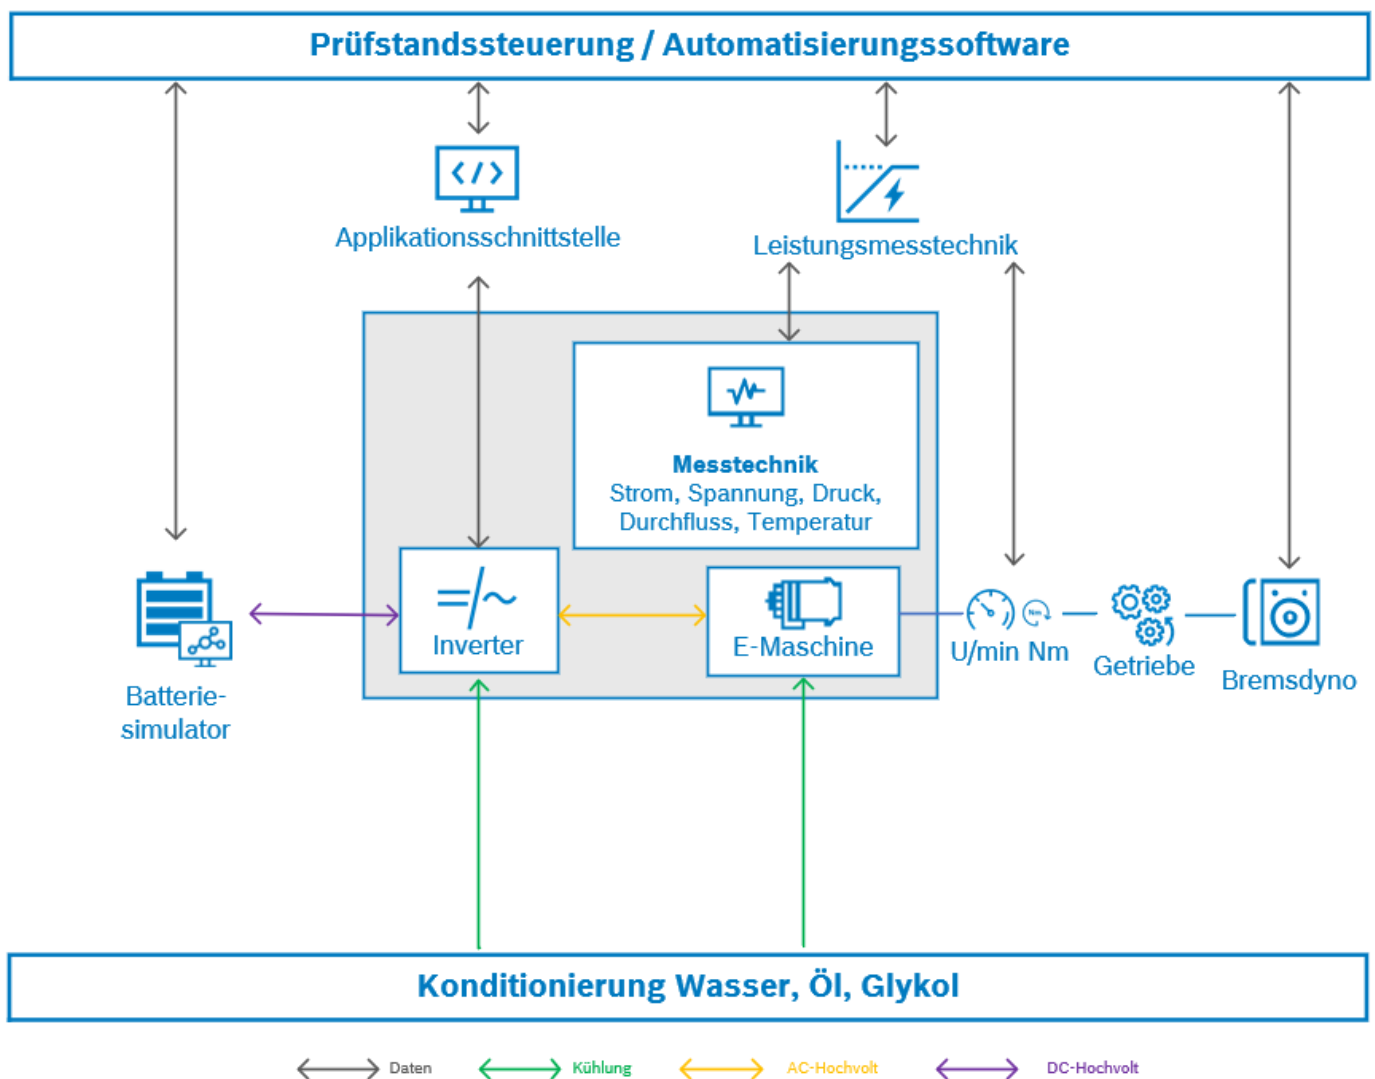 Prüfstandssteuerung / Automatisierungssoftware
</>
Applikationsschnittstelle
Leistungsmesstechnik
Messtechnik
Strom, Spannung, Druck,
Durchfluss, Temperatur
Inverter
E-Maschine
Nm
U/min Nm
Getriebe
Bremsdyno
Batterie-
simulator
Konditionierung Wasser, Öl, Glykol
Daten
Kühlung
AC-Hochvolt
DC-Hochvolt